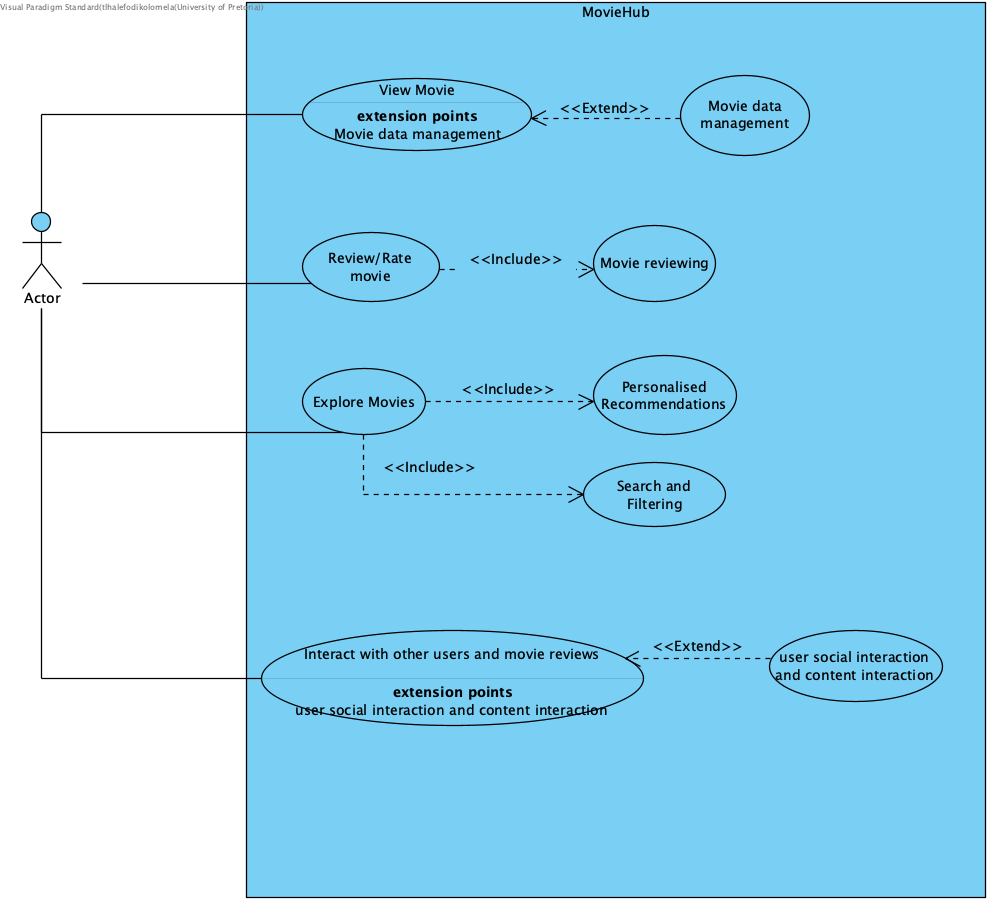 Visual Paradigm Standard(tlhalefodikolomela(University of Pretoria))
MovieHub
View Movie
extension points
Movie data management
<<Extend>>
Movie data
management
Review/Rate
movie
<<Include>>
Movie reviewing
Actor
Explore Movies
<<Include>>
Personalised
Recommendations
<<Include>>
Search and
Filtering
Interact with other users and movie reviews
extension points
user social interaction and content interaction
<<Extend>>
user social interaction
and content interaction